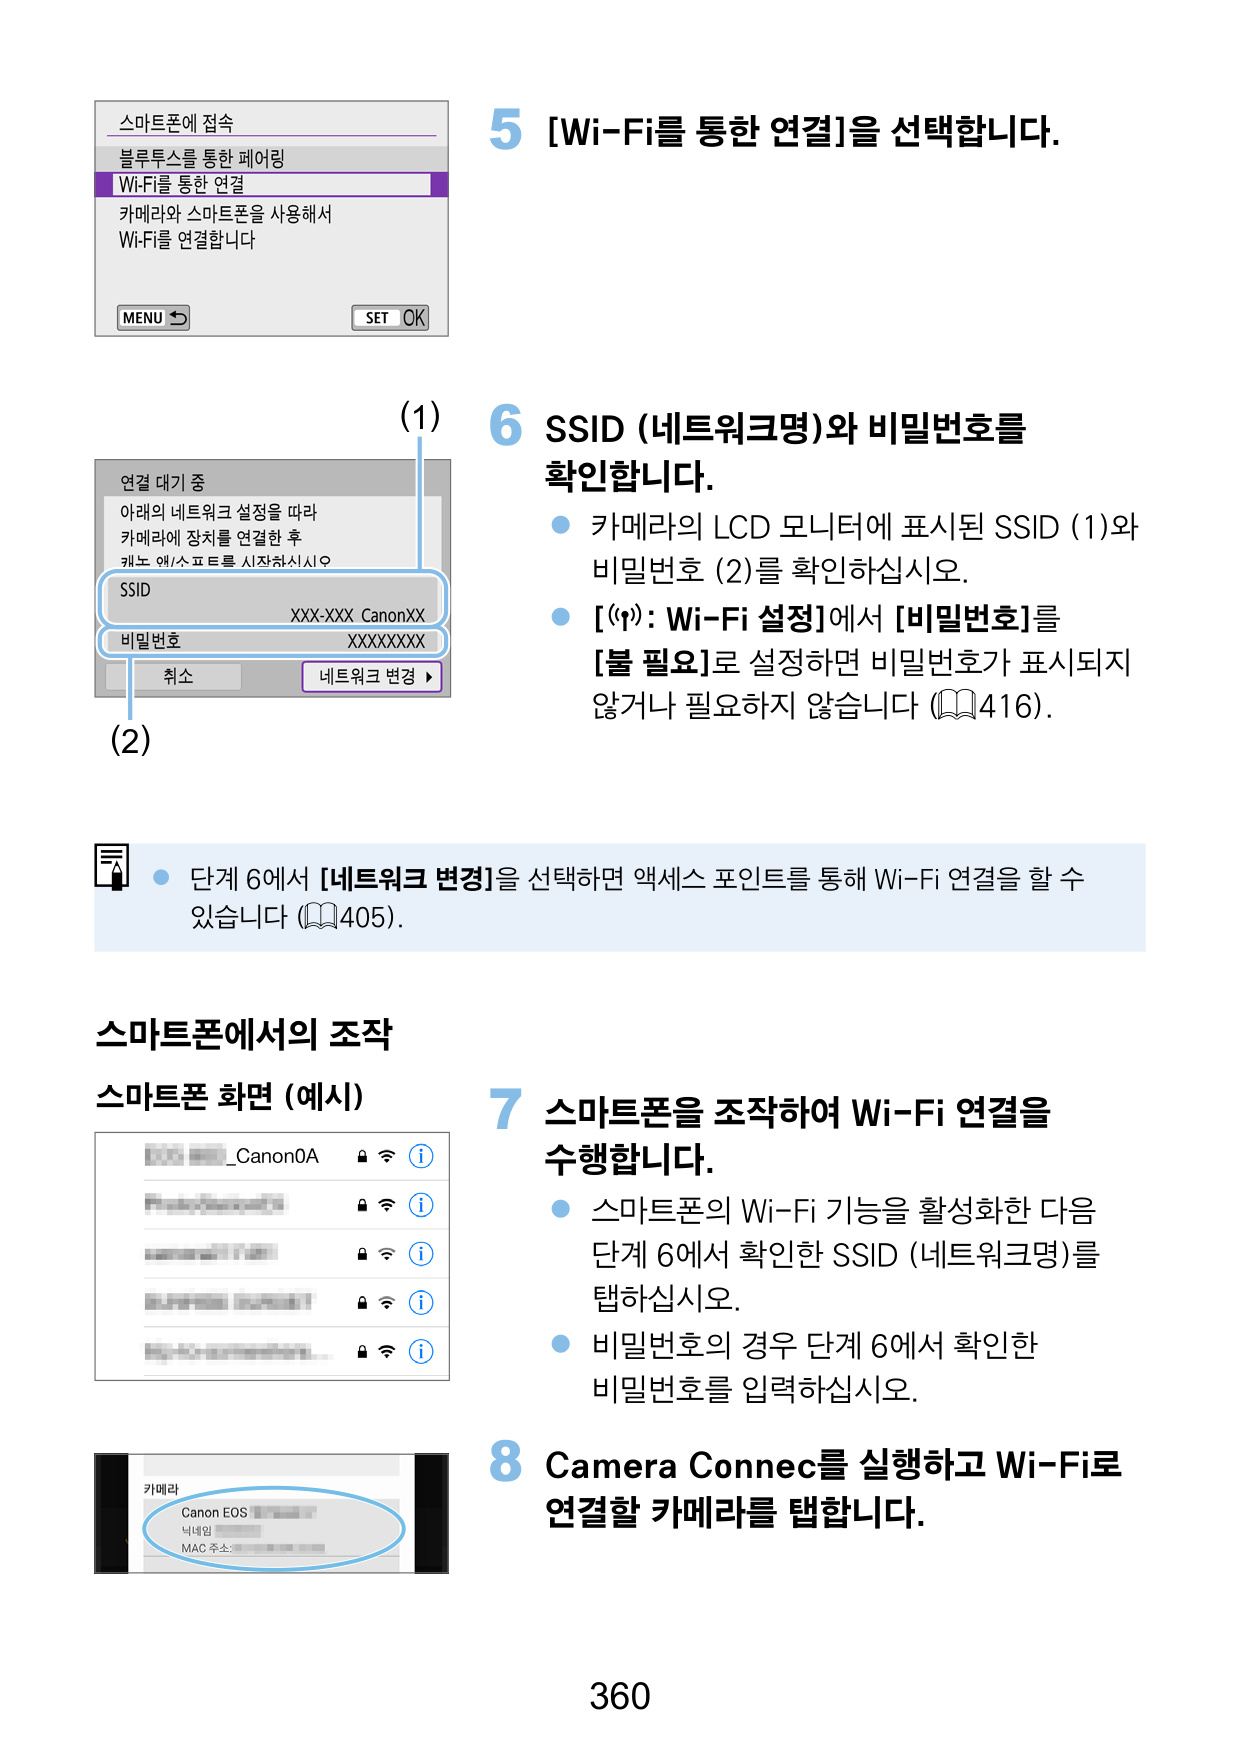 스마트폰에 접속
블루투스를 통한 페어링
Wi-Fi를 통한 연결
카메라와 스마트폰을 사용해서
Wi-Fi를 연결합니다
MENU
SET OK
5 [Wi-Fi를 통한 연결]을 선택합니다.
(1)
연결 대기 중
아래의 네트워크 설정을 따라
카메라에 장치를 연결한 후
캐논 앱/소프트를 시작하십시오
SSID
XXX-XXX CanonXX
비밀번호 XXXXXXXX
취소 네트워크 변경
(2)
6 SSID (네트워크명)와 비밀번호를
확인합니다.
● 카메라의 LCD 모니터에 표시된 SSID (1)와
비밀번호 (2)를 확인하십시오.
● [: Wi-Fi 설정]에서 [비밀번호]를
[불 필요]로 설정하면 비밀번호가 표시되지
않거나 필요하지 않습니다 (416).
● 단계 6에서 [네트워크 변경]을 선택하면 액세스 포인트를 통해 Wi-Fi 연결을 할 수
있습니다 (405).
스마트폰에서의 조작
스마트폰 화면 (예시)
_Canon0A
7 스마트폰을 조작하여 Wi-Fi 연결을
수행합니다.
● 스마트폰의 Wi-Fi 기능을 활성화한 다음
단계 6에서 확인한 SSID (네트워크명)를
탭하십시오.
● 비밀번호의 경우 단계 6에서 확인한
비밀번호를 입력하십시오.
카메라
Canon EOS
닉네임
MAC 주소:
8 Camera Connec를 실행하고 Wi-Fi로
연결할 카메라를 탭합니다.
360